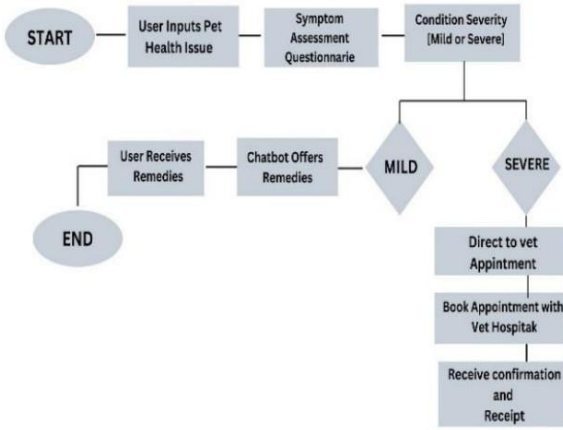 START
User Inputs Pet
Health Issue
Symptom
Assessment
Questionnarie
Condition Severity
[Mild or Severe]
MILD
SEVERE
Chatbot Offers
Remedies
User Receives
Remedies
END
Direct to vet
Appintment
Book Appointment with
Vet Hospitak
Receive confirmation
and
Receipt